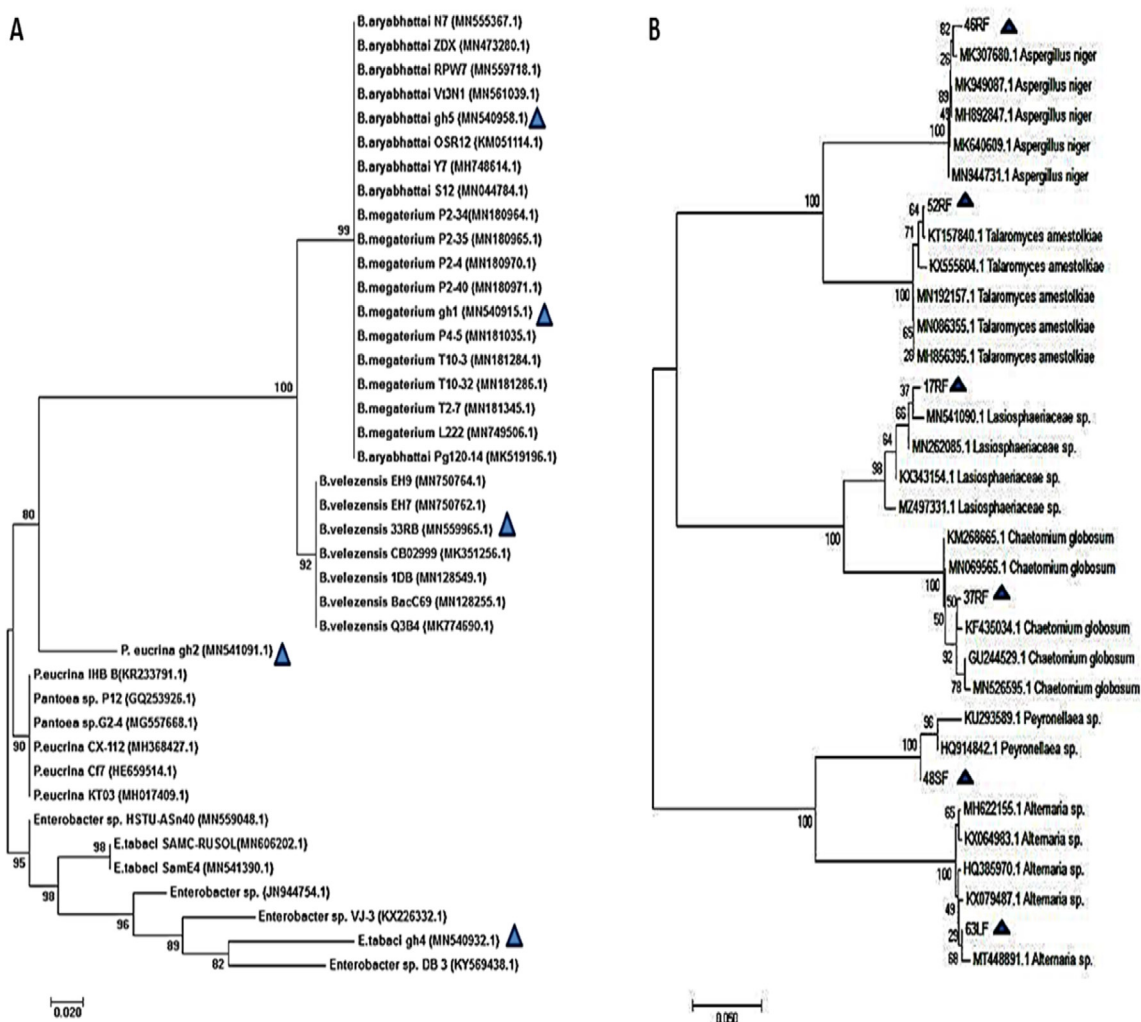 A
B.aryabhattai N7 (MN555367.1)
B.aryabhattai ZDX (MN473280.1)
B.aryabhattai RPW7 (MN559718.1)
B.aryabhattai Vt3N1 (MN561039.1)
B.aryabhattai gh5 (MN540958.1)
B.aryabhattai OSR12 (KM051114.1)
B.aryabhattai Y7 (MH748614.1)
B.aryabhattai S12 (MN044784.1)
B.megaterium P2-34(MN180964.1)
99
B.megaterium P2-35 (MN180965.1)
B.megaterium P2-4 (MN180970.1)
B.megaterium P2-40 (MN180971.1)
B.megaterium gh1 (MN540915.1)
B.megaterium P4-5 (MN181035.1)
B.megaterium T10-3 (MN181284.1)
B.megaterium T10-32 (MN181286.1)
100
B.megaterium T2-7 (MN181345.1)
B.megaterium L222 (MN749506.1)
B.aryabhattai Pg120-14 (MK519196.1)
B.velezensis EH9 (MN750764.1)
B.velezensis EH7 (MN750762.1)
80
B.velezensis 33RB (MN559965.1)
B.velezensis CB02999 (MK351256.1)
92
B.velezensis 1DB (MN128549.1)
B.velezensis BacC69 (MN128255.1)
B.velezensis Q3B4 (MK774690.1)
P. eucrina gh2 (MN541091.1)
P.eucrina IHB B(KR233791.1)
Pantoea sp. P12 (GQ253926.1)
Pantoea sp.G2-4 (MG557668.1)
90
P.eucrina CX-112 (MH368427.1)
P.eucrina Cf7 (HE659514.1)
P.eucrina KT03 (MH017409.1)
Enterobacter sp. HSTU-ASn40 (MN559048.1)
98
E.tabaci SAMC-RUSOL(MN606202.1)
95
E.tabaci SamE4 (MN541390.1)
98
Enterobacter sp. (JN944754.1)
96
Enterobacter sp. VJ-3 (KX226332.1)
89
E.tabaci gh4 (MN540932.1)
82
Enterobacter sp. DB 3 (KY569438.1)
0.020
B
82
46RF
26
MK307680.1 Aspergillus niger
MK949087.1 Aspergillus niger
89
MH892847.1 Aspergillus niger
100
MK640609.1 Aspergillus niger
MN944731.1 Aspergillus niger
100
64
52RF
71
KT157840.1 Talaromyces amestolkiae
KX555604.1 Talaromyces amestolkiae
100
MN192157.1 Talaromyces amestolkiae
65
MN086355.1 Talaromyces amestolkiae
MH856395.1 Talaromyces amestolkiae
37
17RF
66
MN541090.1 Lasiosphaeriaceae sp.
64
MN262085.1 Lasiosphaeriaceae sp.
98
KX343154.1 Lasiosphaeriaceae sp.
MZ497331.1 Lasiosphaeriaceae sp.
100
KM268665.1 Chaetomium globosum
MN069565.1 Chaetomium globosum
100
50
37RF
50
KF435034.1 Chaetomium globosum
92
GU244529.1 Chaetomium globosum
78
MN526595.1 Chaetomium globosum
96
KU293589.1 Peyronellaea sp.
100
HQ914842.1 Peyronellaea sp.
48SF
100
65
MH622155.1 Alternaria sp.
KX064983.1 Alternaria sp.
100
HQ385970.1 Alternaria sp.
49
KX079487.1 Alternaria sp.
29
63LF
68
MT448891.1 Alternaria sp.
0.050